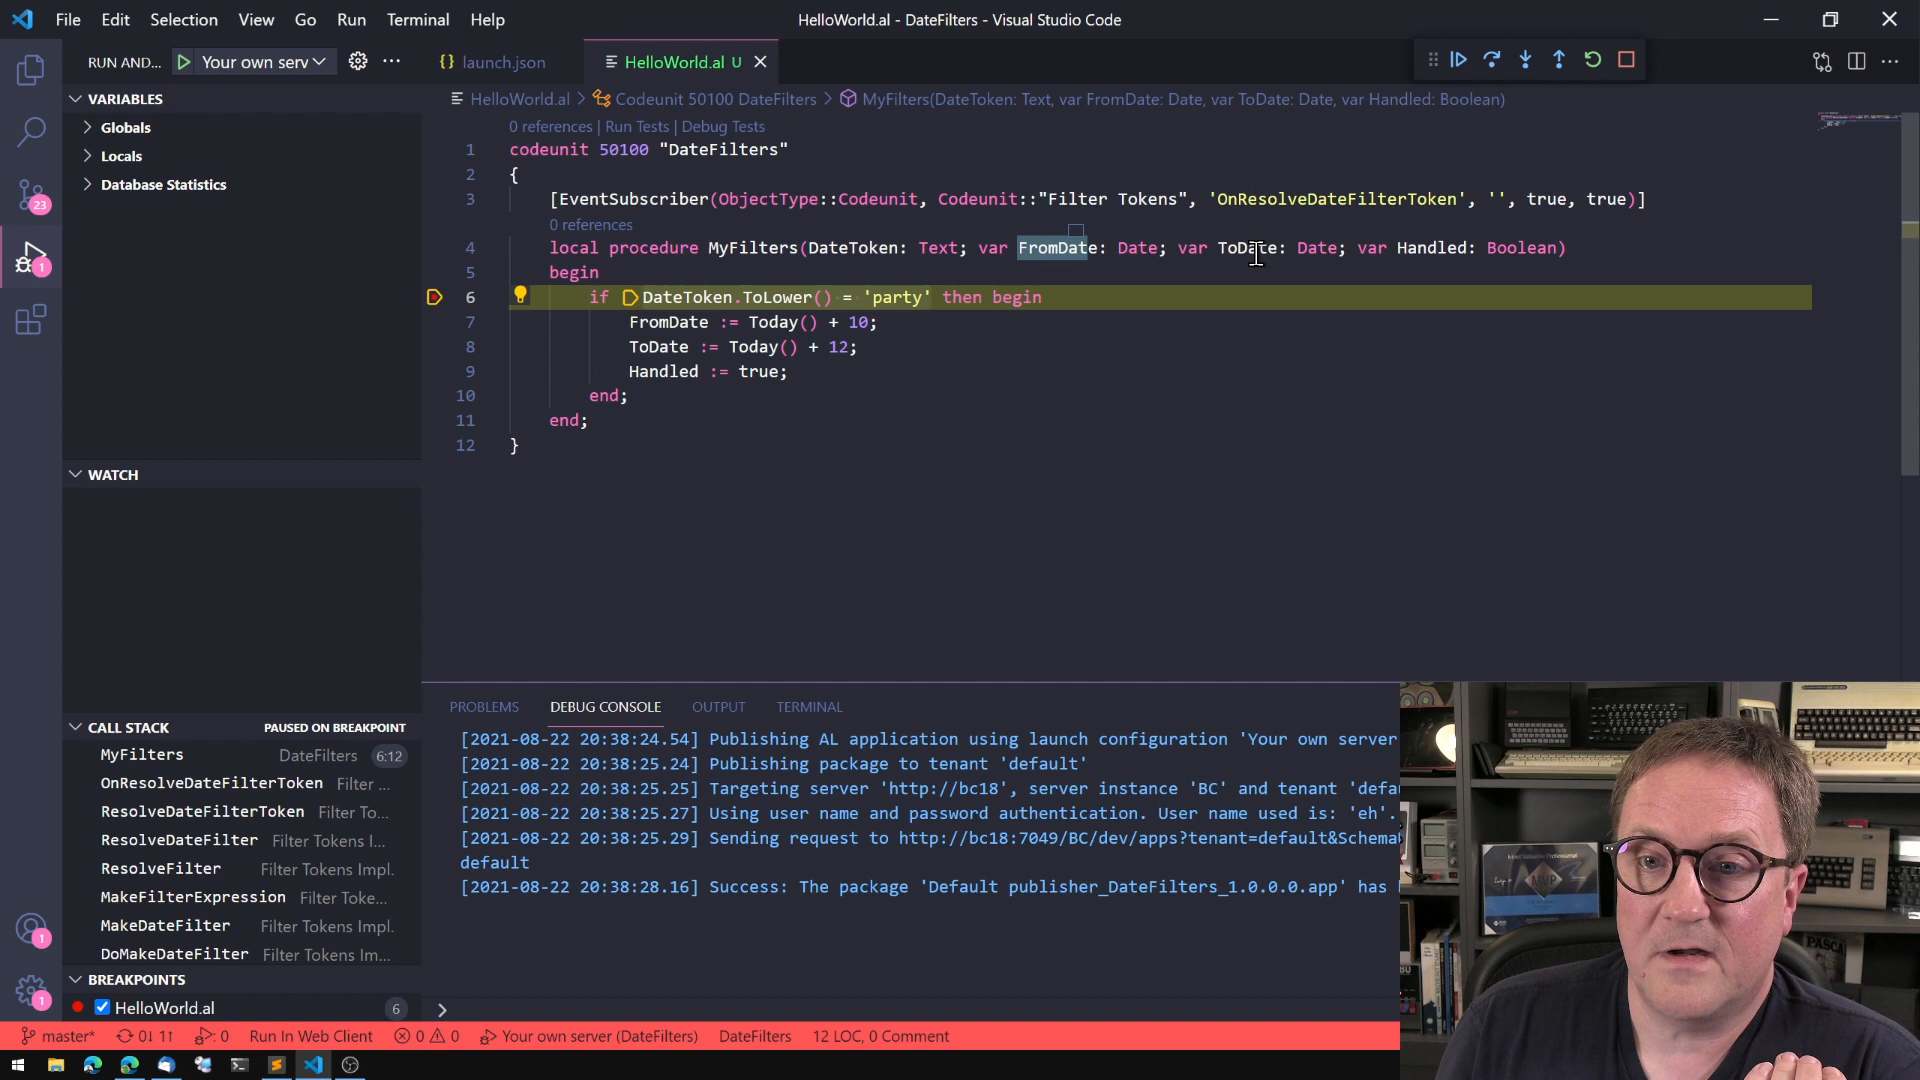 File Edit Selection View Go Run Terminal Help
HelloWorld.al - DateFilters - Visual Studio Code
RUN AND... Your own serv
launch.json
HelloWorld.al U
VARIABLES
Globals
Locals
Database Statistics
HelloWorld.al > Codeunit 50100 DateFilters > MyFilters(DateToken: Text, var FromDate: Date, var ToDate: Date, var Handled: Boolean)
0 references | Run Tests | Debug Tests
1 codeunit 50100 "DateFilters"
2 {
3 [EventSubscriber(ObjectType::Codeunit, Codeunit::"Filter Tokens", 'OnResolveDateFilterToken', '', true, true)]
0 references
4 local procedure MyFilters(DateToken: Text; var FromDate: Date; var ToDate: Date; var Handled: Boolean)
5 begin
6 if DateToken.ToLower() = 'party' then begin
7 FromDate := Today() + 10;
8 ToDate := Today() + 12;
9 Handled := true;
10 end;
11 end;
12 }
23
1
WATCH
CALL STACK PAUSED ON BREAKPOINT
MyFilters DateFilters 6:12
OnResolveDateFilterToken Filter ...
ResolveDateFilterToken Filter To...
ResolveDateFilter Filter Tokens I...
ResolveFilter Filter Tokens Impl.
MakeFilterExpression Filter Toke...
MakeDateFilter Filter Tokens Impl.
DoMakeDateFilter Filter Tokens Im...
BREAKPOINTS
HelloWorld.al 6
1
1
PROBLEMS DEBUG CONSOLE OUTPUT TERMINAL
[2021-08-22 20:38:24.54] Publishing AL application using launch configuration 'Your own server
[2021-08-22 20:38:25.24] Publishing package to tenant 'default'
[2021-08-22 20:38:25.25] Targeting server 'http://bc18', server instance 'BC' and tenant 'defau
[2021-08-22 20:38:25.27] Using user name and password authentication. User name used is: 'eh'.
[2021-08-22 20:38:25.29] Sending request to http://bc18:7049/BC/dev/apps?tenant=default&Schema
default
[2021-08-22 20:38:28.16] Success: The package 'Default publisher_DateFilters_1.0.0.0.app' has
MVP
PASCA
master* 0↓ 1↑ : 0 Run In Web Client 0 0 Your own server (DateFilters) DateFilters 12 LOC, 0 Comment